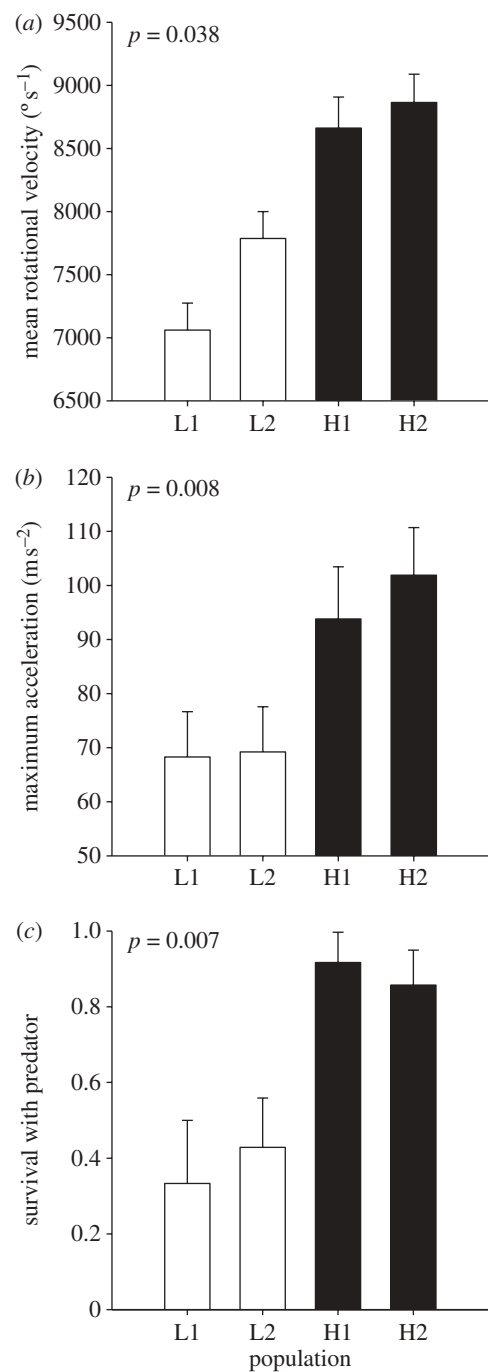 (a)
p = 0.038
mean rotational velocity (º s⁻¹)
9500
9000
8500
8000
7500
7000
6500
L1 L2 H1 H2
(b)
p = 0.008
maximum acceleration (m s⁻²)
120
110
100
90
80
70
60
50
L1 L2 H1 H2
(c)
p = 0.007
survival with predator
1.0
0.8
0.6
0.4
0.2
0
L1 L2 H1 H2
population